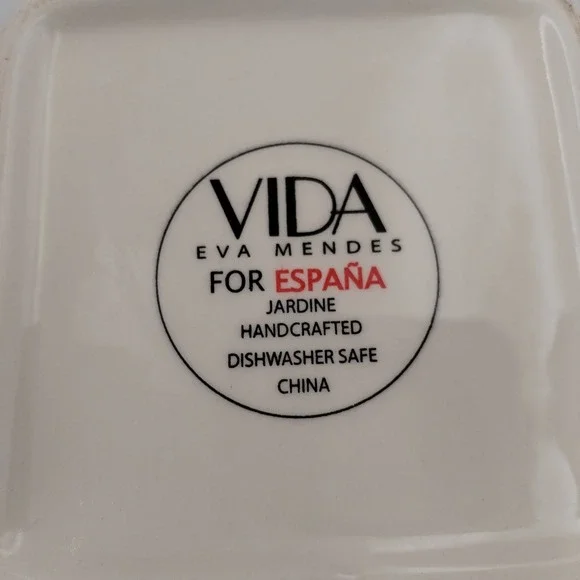 VIDA
EVA MENDES
FOR ESPAÑA
JARDINE
HANDCRAFTED
DISHWASHER SAFE
CHINA